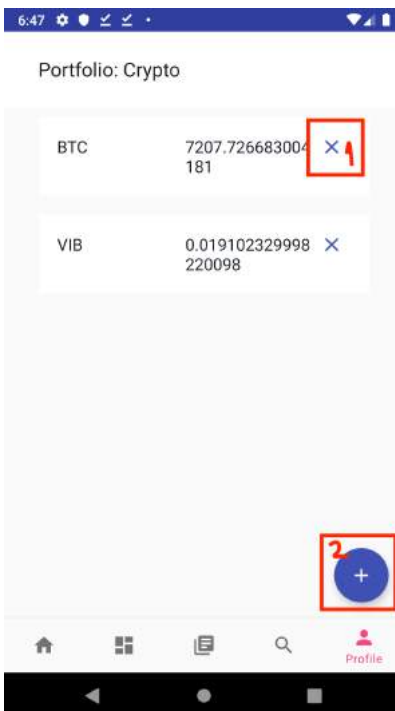 6:47
Portfolio: Crypto
BTC
7207.726683004
181
1
VIB
0.019102329998
220098
2
Profile